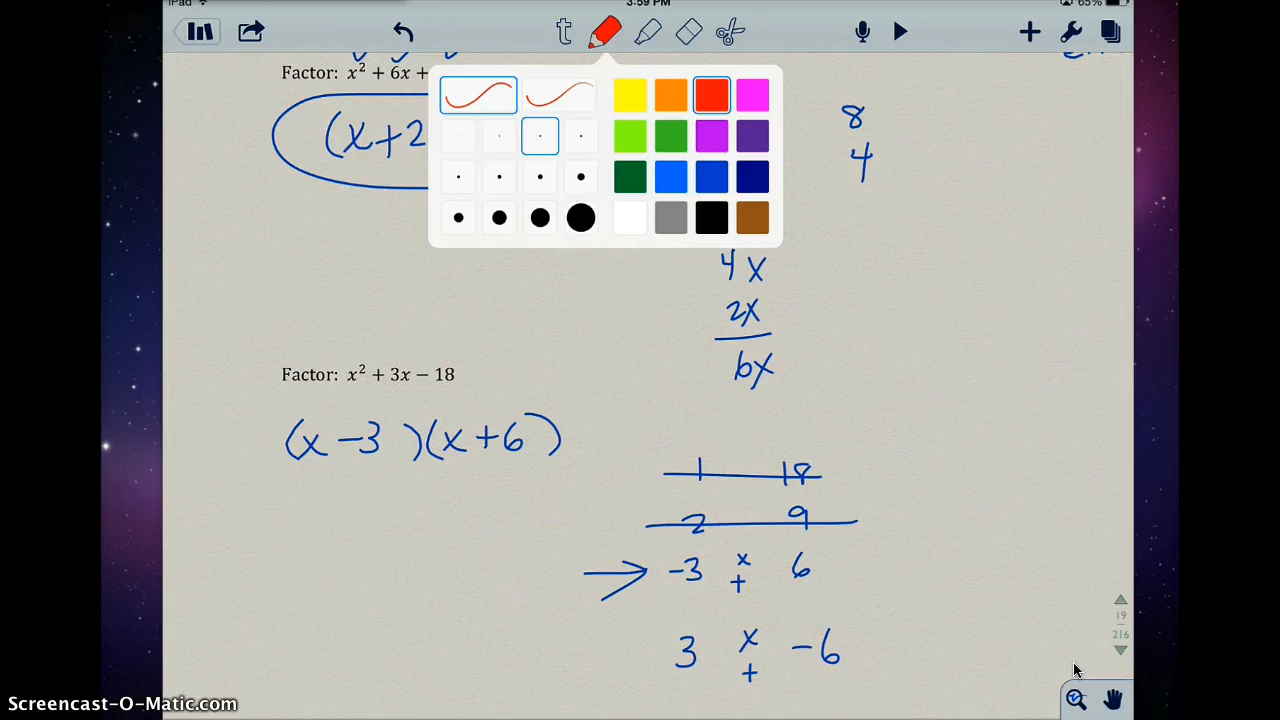 iPad 3:59 PM 65%
t
Factor: x² + 6x +
(x+2
8
4
4x
2x
6x
Factor: x² + 3x − 18
(x −3 )(x +6 )
1 18
2 9
-3 x 6
+
3 x −6
+
19
216
Screencast-O-Matic.com